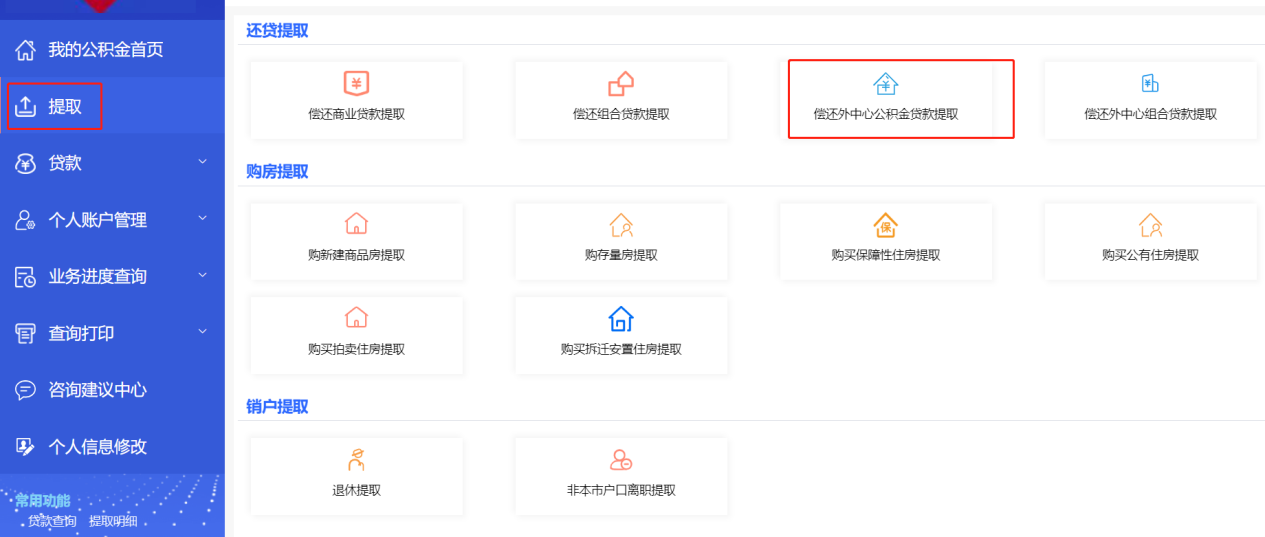 我的公积金首页
提取
贷款
个人账户管理
业务进度查询
查询打印
咨询建议中心
个人信息修改
常用功能
贷款查询 提取明细
还贷提取
偿还商业贷款提取 偿还组合贷款提取 偿还外中心公积金贷款提取 偿还外中心组合贷款提取
购房提取
购新建商品房提取 购存量房提取 购买保障性住房提取 购买公有住房提取
购买拍卖住房提取 购买拆迁安置住房提取
销户提取
退休提取 非本市户口离职提取